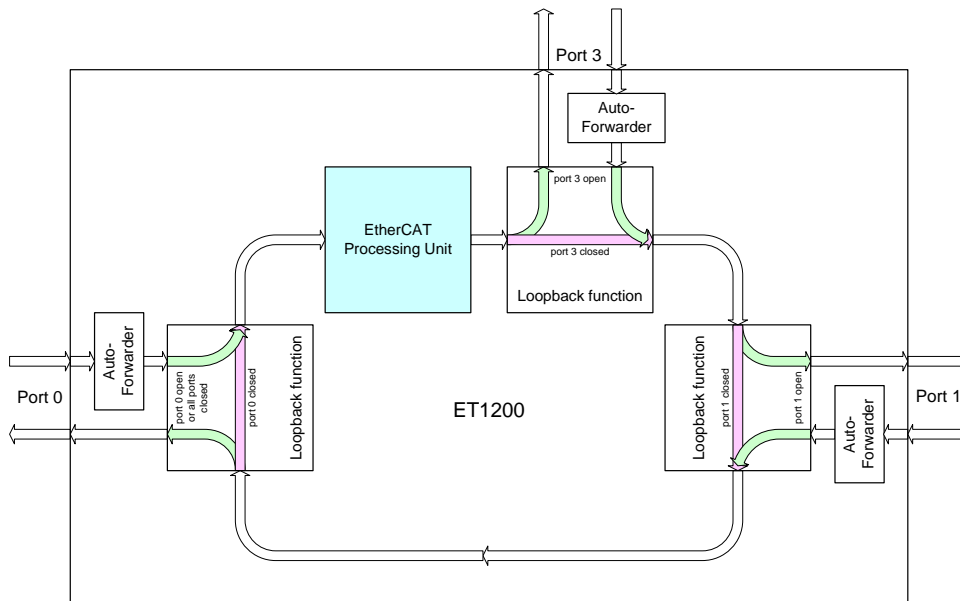 Port 3
Auto-
Forwarder
port 3 open
EtherCAT
Processing Unit
port 3 closed
Loopback function
Auto-
Forwarder
port 0 open
or all ports
closed
port 0 closed
Loopback function
Port 0
ET1200
Loopback function
port 1 closed
port 1 open
Auto-
Forwarder
Port 1